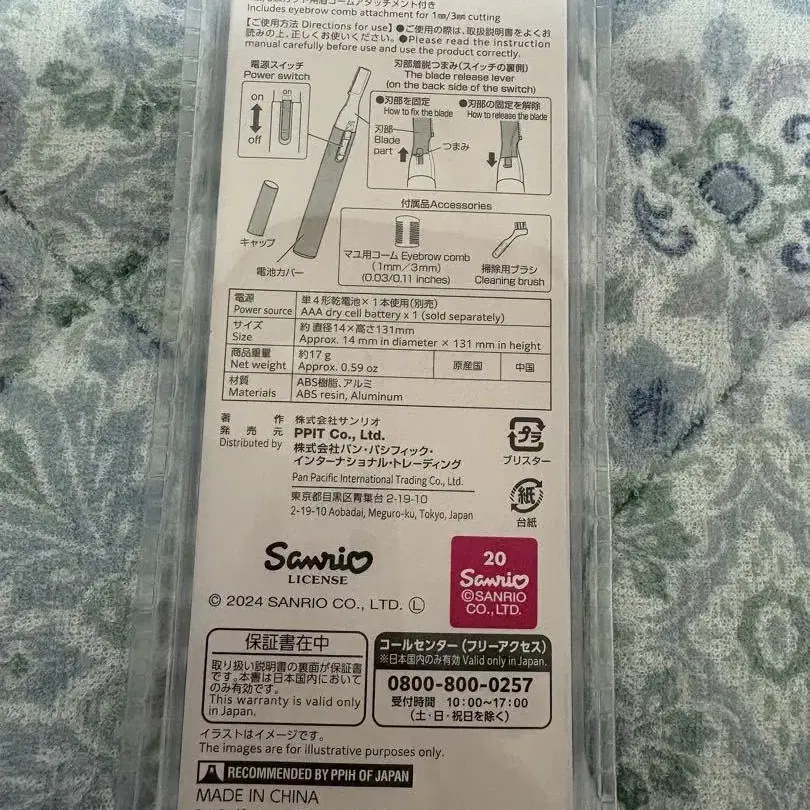 コームアタッチメント付き
Includes eyebrow comb attachment for 1mm/3mm cutting
【ご使用方法 Directions for use】●ご使用の際は、取扱説明書をよくお
読みの上、正しくお使いください。●Please read the instruction
manual carefully before use and use the product correctly.
電源スイッチ
Power switch
on
off
on
刃部着脱つまみ(スイッチの裏側)
The blade release lever
(on the back side of the switch)
●刃部を固定
How to fix the blade
●刃部の固定を解除
How to release the blade
刃部
Blade
part
つまみ
キャップ
電池カバー
付属品Accessories
マユ用コーム Eyebrow comb
(1mm/3mm)
(0.03/0.11 inches)
掃除用ブラシ
Cleaning brush
電源 単4形乾電池×1本使用(別売)
Power source AAA dry cell battery x 1 (sold separately)
サイズ 約 直径14×高さ131mm
Size Approx. 14 mm in diameter × 131 mm in height
商品重量 約17g 原産国 中国
Net weight Approx. 0.59 oz
材質 ABS樹脂、アルミ
Materials ABS resin, Aluminum
著作 株式会社サンリオ
発売元 PPIT Co., Ltd.
Distributed by 株式会社パン・パシフィック・
インターナショナル・トレーディング
Pan Pacific International Trading Co., Ltd.
東京都目黒区青葉台2-19-10
2-19-10 Aobadai, Meguro-ku, Tokyo, Japan
プラ
ブリスター
紙
台紙
Sanrio
LICENSE
© 2024 SANRIO CO., LTD. Ⓛ
20
Sanrio
©SANRIO
CO.,LTD.
保証書在中
取り扱い説明書の裏面が保証書
です。本書は日本国内において
のみ有効です。
This warranty is valid only
in Japan.
コールセンター(フリーアクセス)
※日本国内のみ有効 Valid only in Japan.
0800-800-0257
受付時間 10:00~17:00
(土・日・祝日を除く)
イラストはイメージです。
The images are for illustrative purposes only.
RECOMMENDED BY PPIH OF JAPAN
MADE IN CHINA